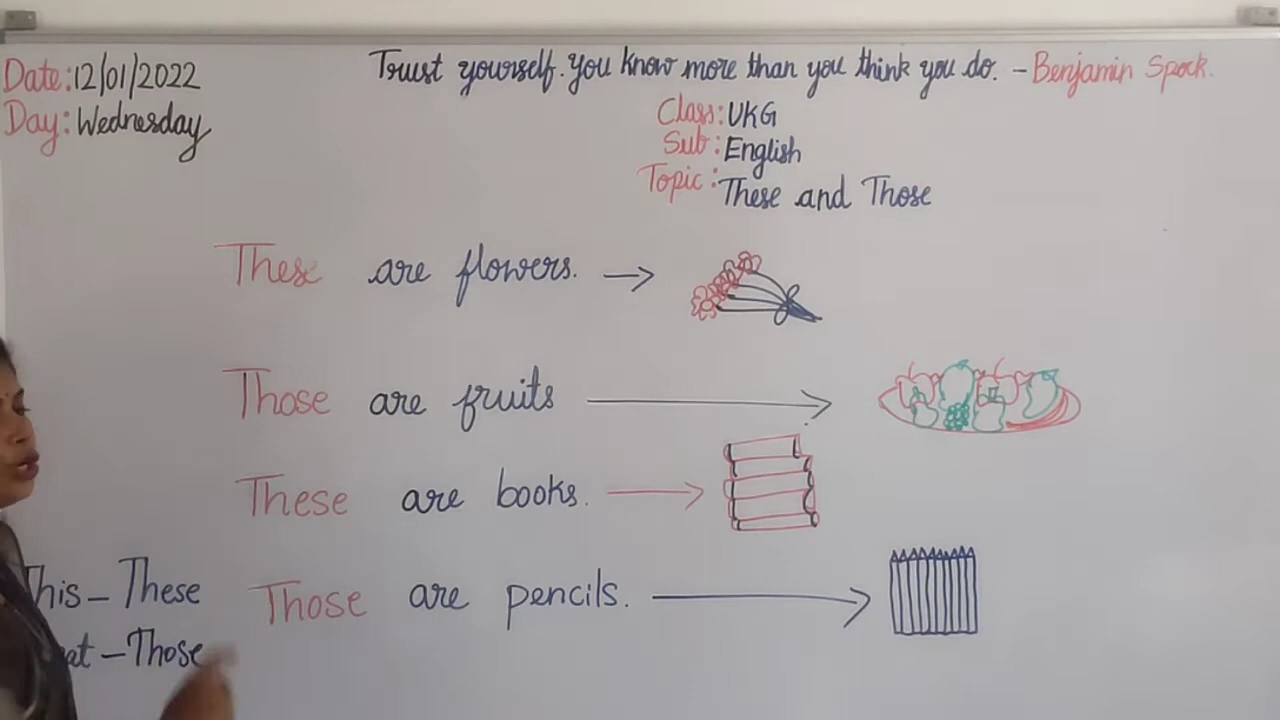 Date:12/01/2022
Day:Wednesday
Trust yourself. You know more than you think you do. - Benjamin Spock.
Class: UKG
Sub: English
Topic: These and Those
These are flowers.
Those are fruits
These are books.
Those are pencils.
This - These
- Those